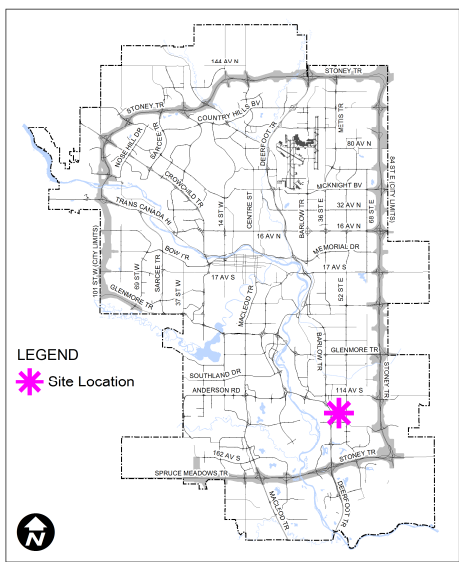 144 AV N
STONEY TR
STONEY TR
COUNTRY HILLS BV
METIS TR
DEERFOOT TR
NOSE HILL DR
SARCEE TR
80 AV N
84 ST E (CITY LIMITS)
CROWCHILD TR
MCKNIGHT BV
TRANS CANADA HI
14 ST W
CENTRE ST
BARLOW TR
36 ST E
32 AV N
68 ST E
16 AV N
16 AV N
101 ST W (CITY LIMITS)
69 ST W
SARCEE TR
BOW TR
MEMORIAL DR
17 AV S
17 AV S
37 ST W
52 ST E
GLENMORE TR
MACLEOD TR
BARLOW TR
GLENMORE TR
LEGEND
Site Location
SOUTHLAND DR
STONEY TR
ANDERSON RD
114 AV S
162 AV S
STONEY TR
SPRUCE MEADOWS TR
MACLEOD TR
DEERFOOT TR
N